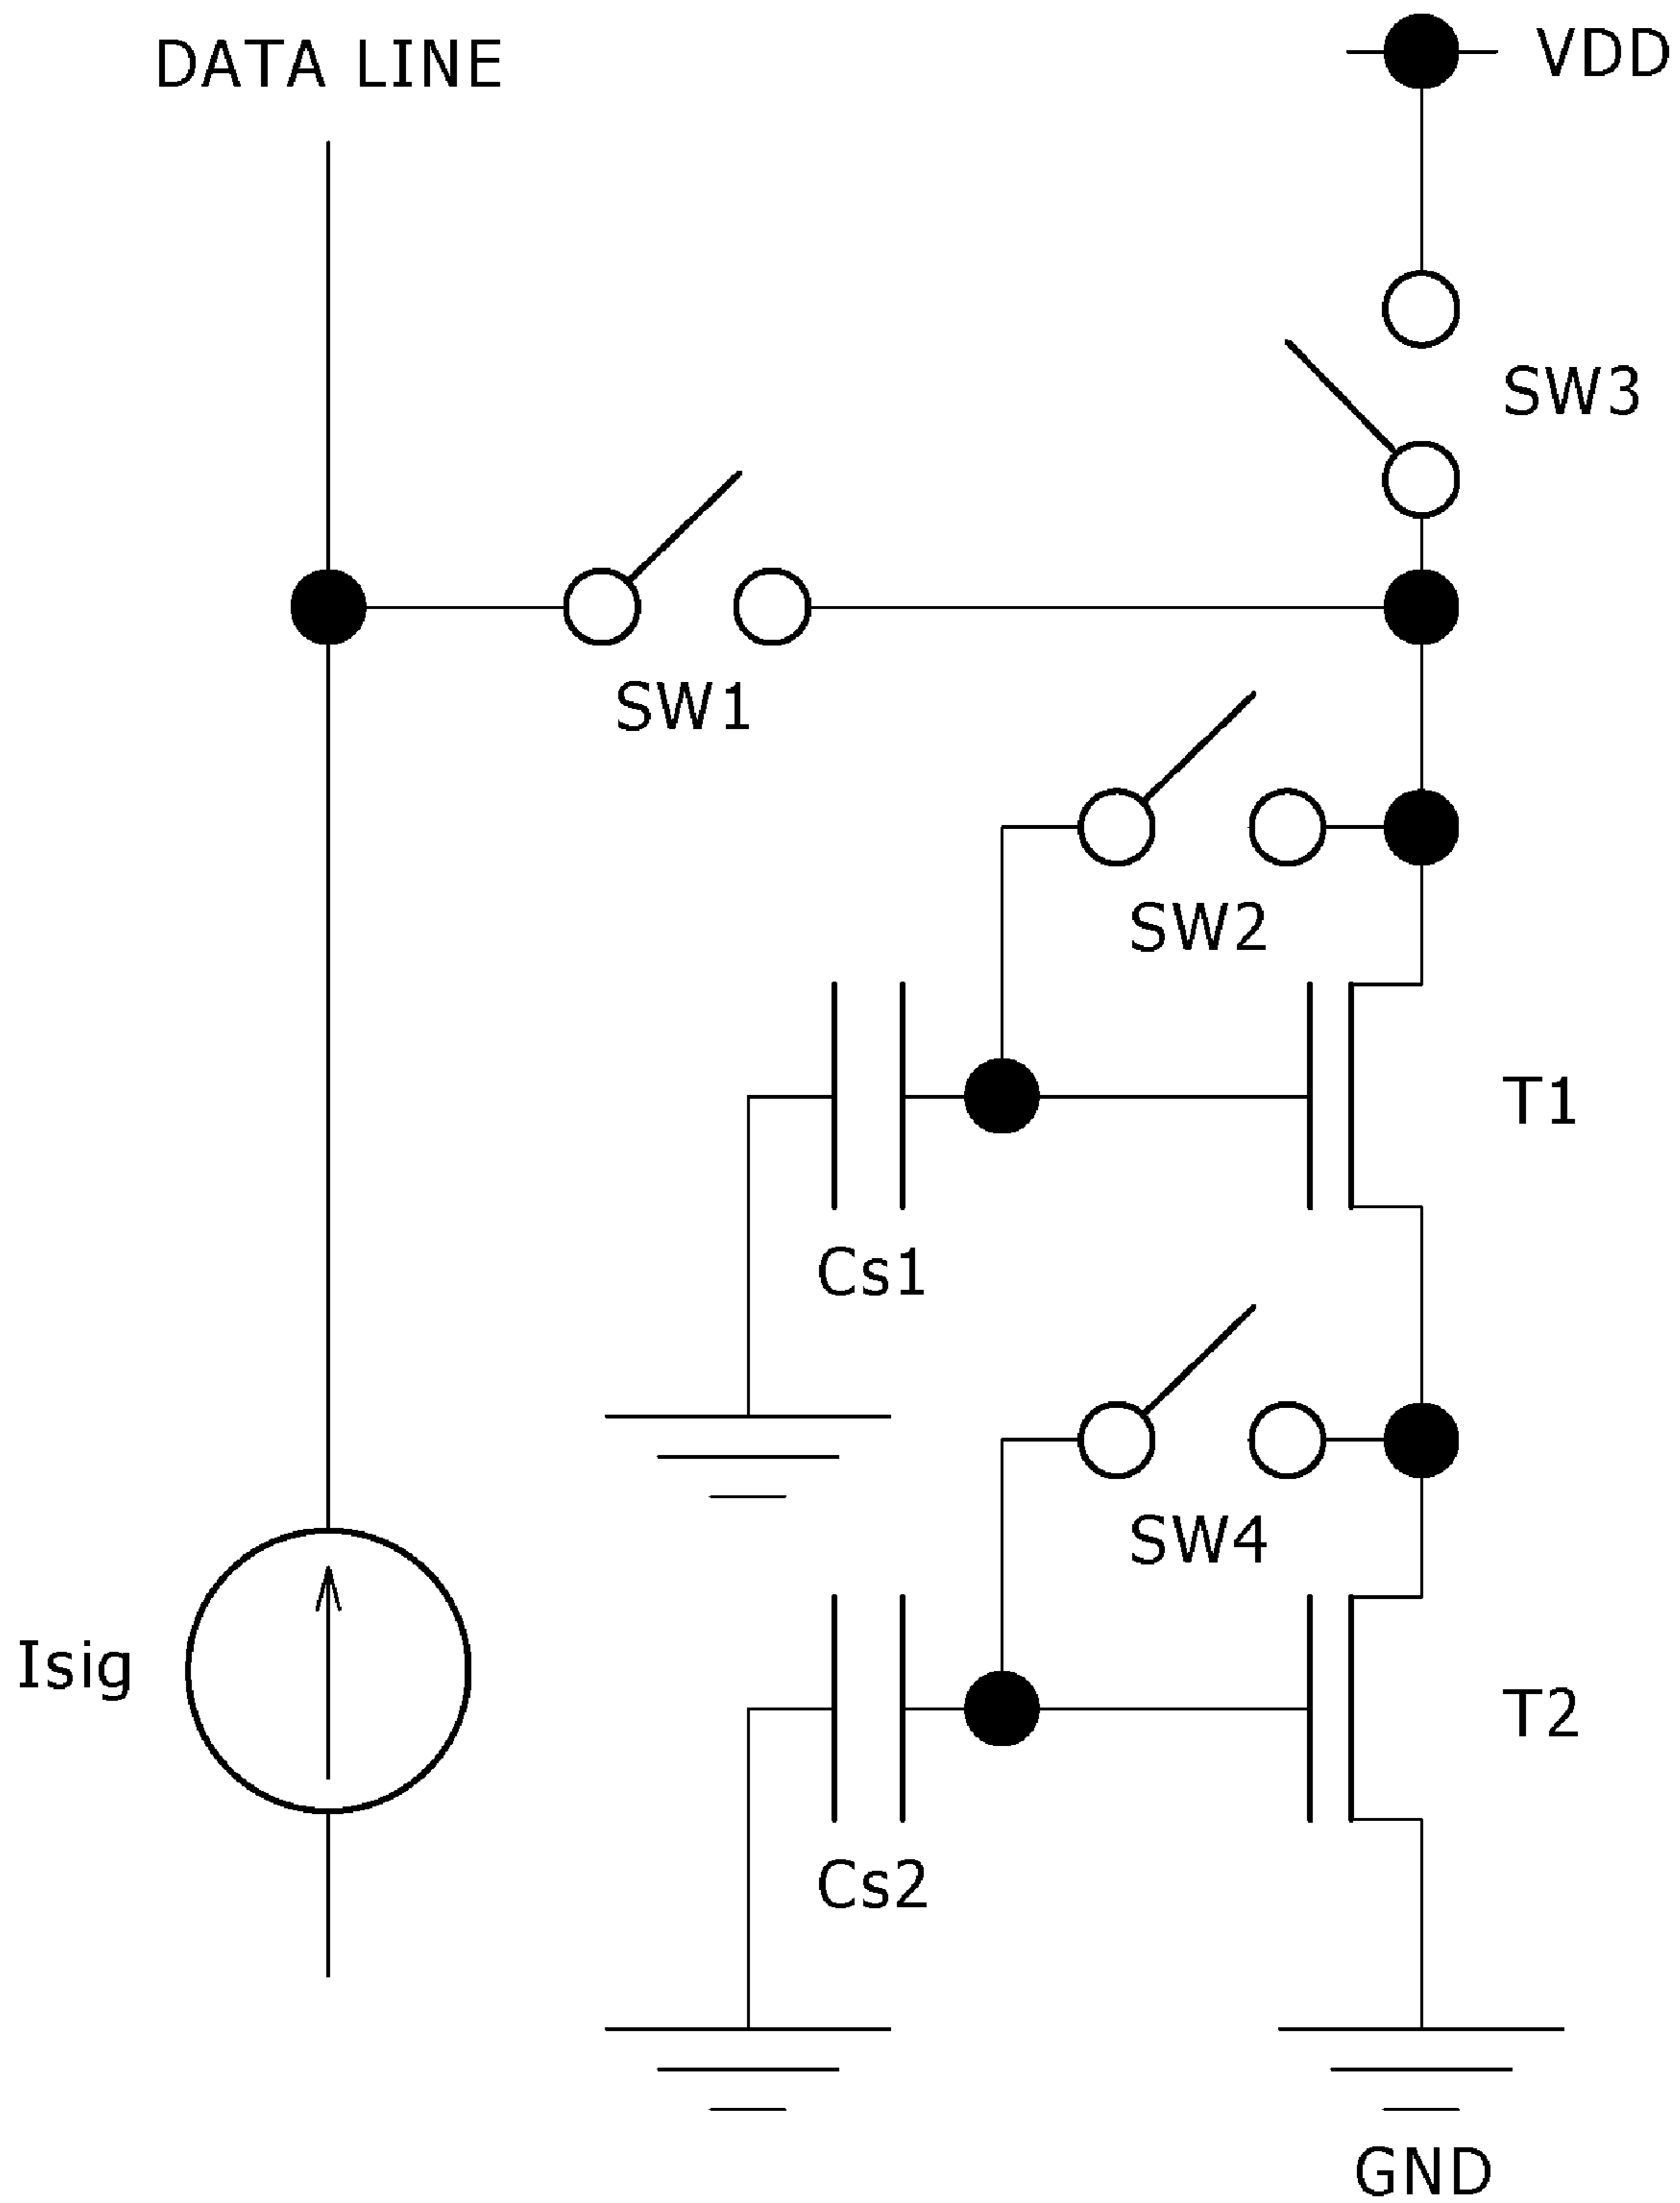 DATA LINE
VDD
SW3
SW1
SW2
T1
Cs1
SW4
Isig
T2
Cs2
GND